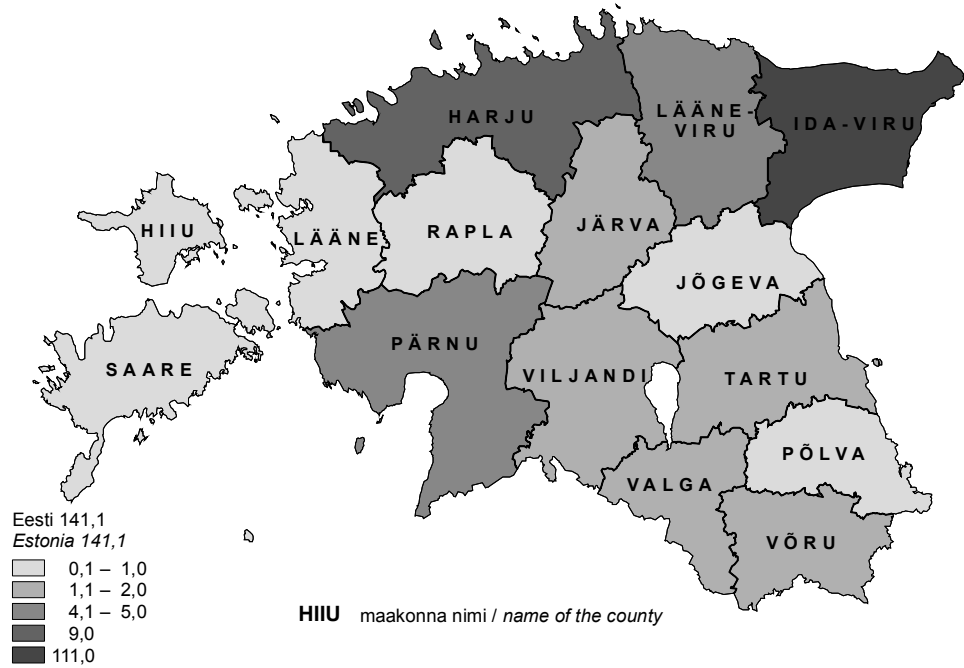 HARJU
LÄÄNE-
VIRU
IDA-VIRU
HIIU
LÄÄNE
RAPLA
JÄRVA
JÕGEVA
SAARE
PÄRNU
VILJANDI
TARTU
PÕLVA
VALGA
VÕRU
Eesti 141,1
Estonia 141,1
0,1 – 1,0
1,1 – 2,0
4,1 – 5,0
9,0
111,0
HIIU maakonna nimi / name of the county